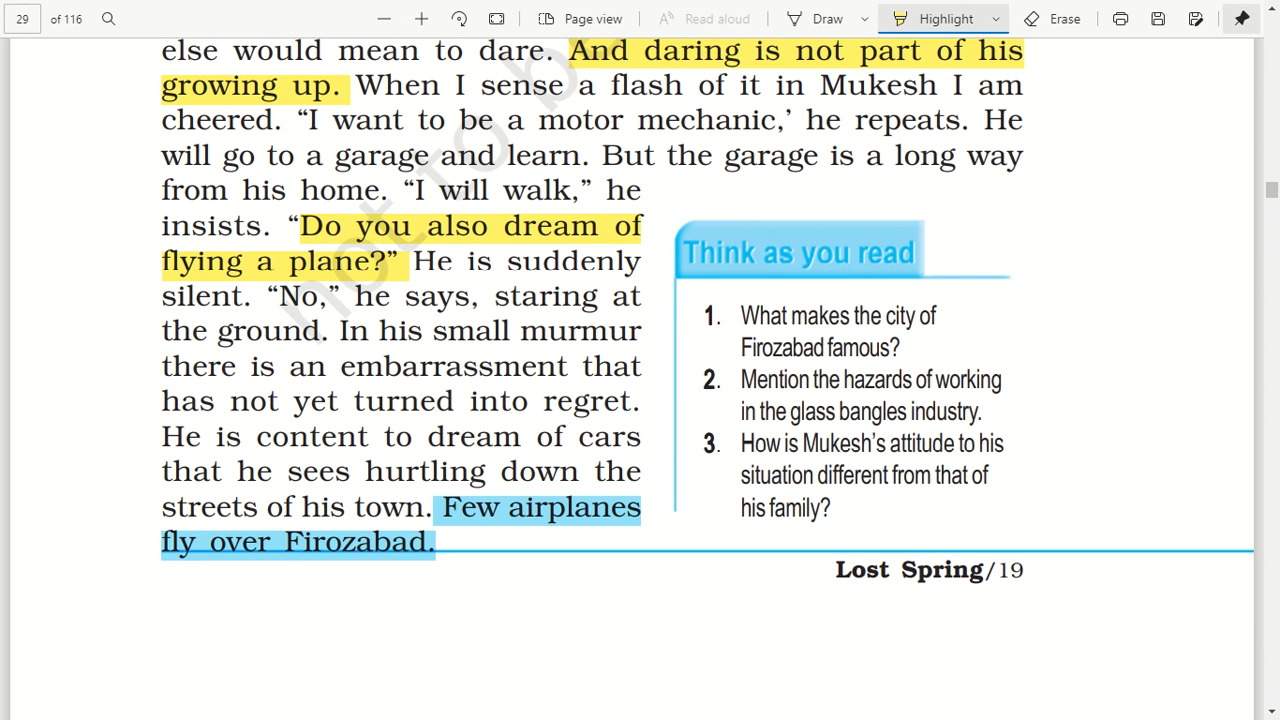 29 of 116 Page view Read aloud Draw Highlight Erase
else would mean to dare. And daring is not part of his
growing up. When I sense a flash of it in Mukesh I am
cheered. “I want to be a motor mechanic,’ he repeats. He
will go to a garage and learn. But the garage is a long way
from his home. “I will walk,” he
insists. “Do you also dream of
flying a plane?” He is suddenly
silent. “No,” he says, staring at
the ground. In his small murmur
there is an embarrassment that
has not yet turned into regret.
He is content to dream of cars
that he sees hurtling down the
streets of his town. Few airplanes
fly over Firozabad.
Think as you read
1. What makes the city of
Firozabad famous?
2. Mention the hazards of working
in the glass bangles industry.
3. How is Mukesh’s attitude to his
situation different from that of
his family?
Lost Spring/19
not to b